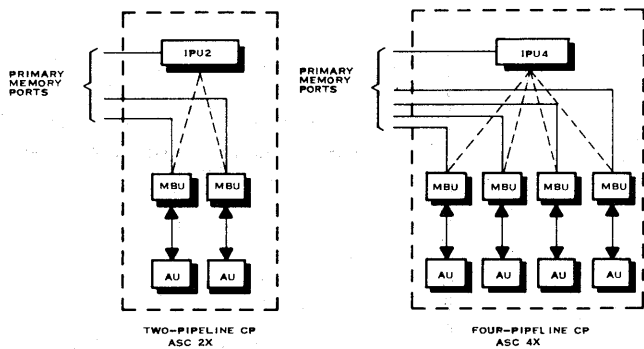 IPU2
PRIMARY
MEMORY
PORTS
MBU MBU
AU AU
TWO-PIPELINE CP
ASC 2X
IPU4
PRIMARY
MEMORY
PORTS
MBU MBU MBU MBU
AU AU AU AU
FOUR-PIPELINE CP
ASC 4X